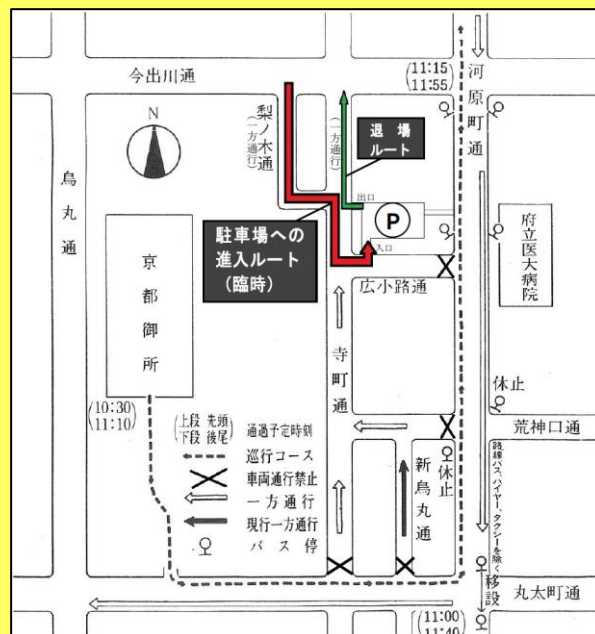 今出川通
(11:15)
(11:55)
河原町通
梨ノ木通
(一方通行)
(一方通行)
退場
ルート
N
烏丸通
出口
P
入口
駐車場への
進入ルート
(臨時)
府立医大病院
京都御所
広小路通
寺町通
休止
(10:30)
(11:10)
(上段 先頭)
(下段 後尾)
通過予定時刻
巡行コース
車両通行禁止
一方通行
現行一方通行
バス停
荒神口通
新烏丸通
休止
路線バス、ハイヤー、タクシーを除く
移設
丸太町通
(11:00)
(11:40)